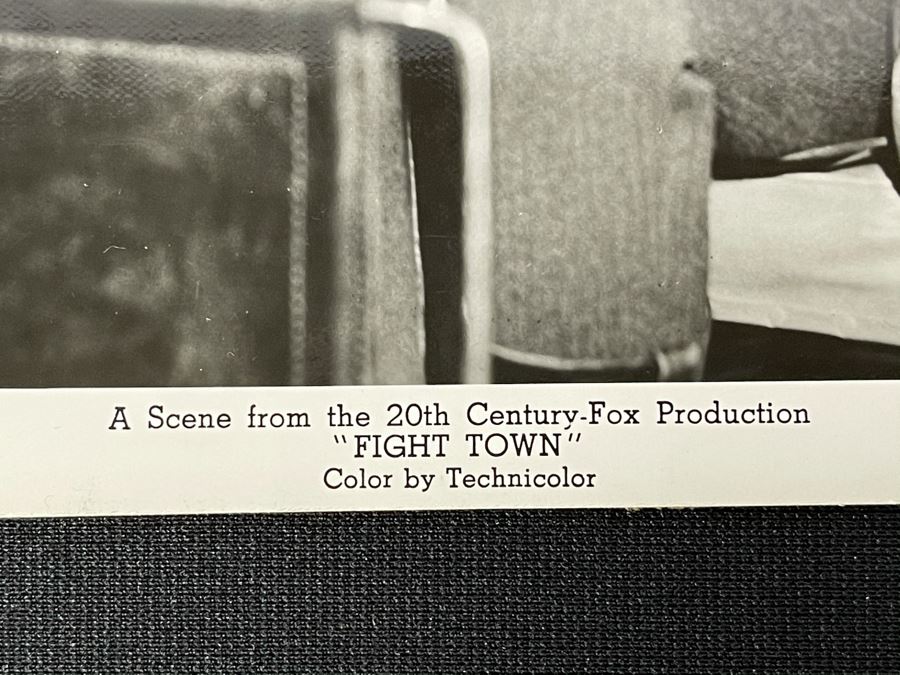 A Scene from the 20th Century-Fox Production
"FIGHT TOWN"
Color by Technicolor